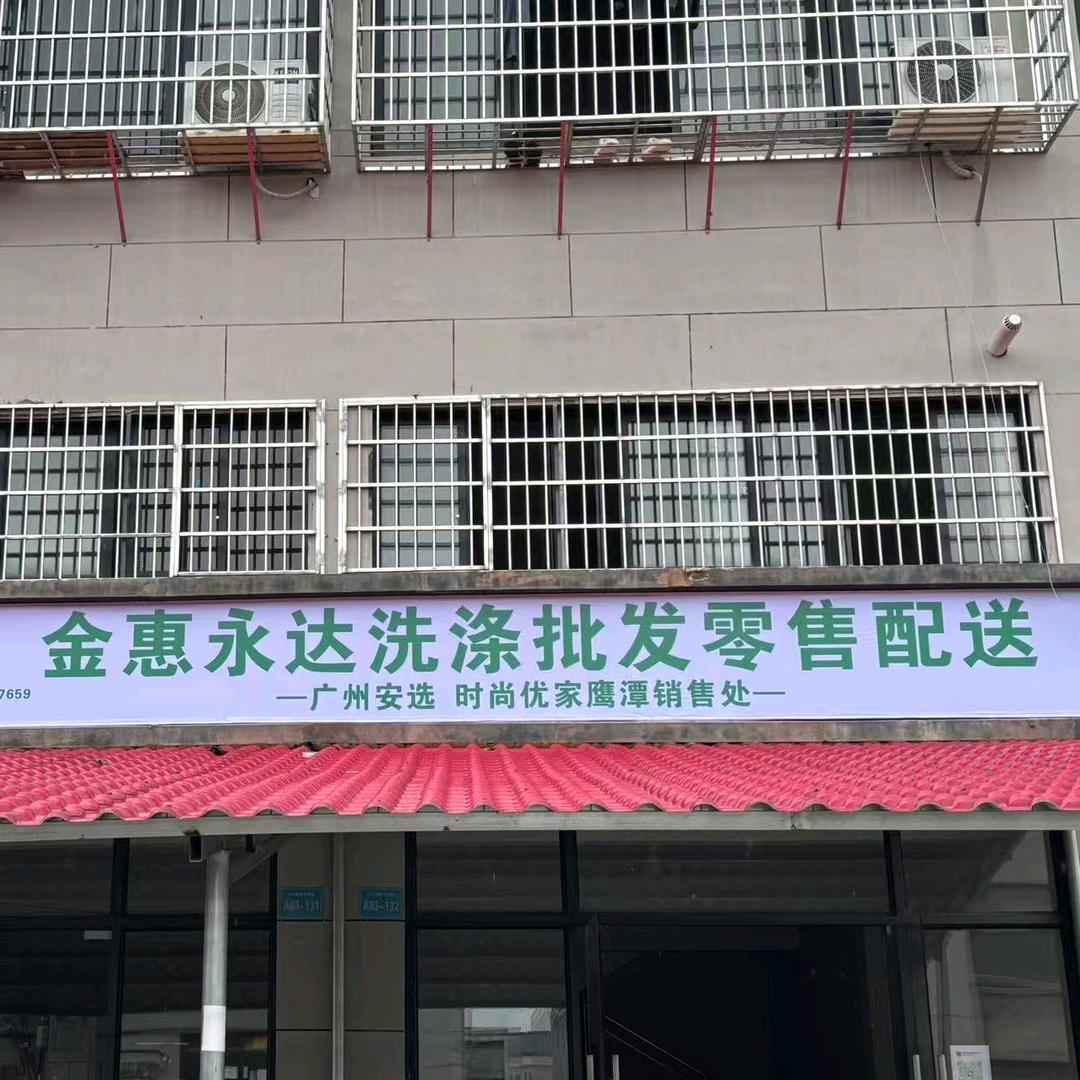 金惠永达洗涤批发零售配送
7659
—广州安选 时尚优家鹰潭销售处—
A03-131
A03-132